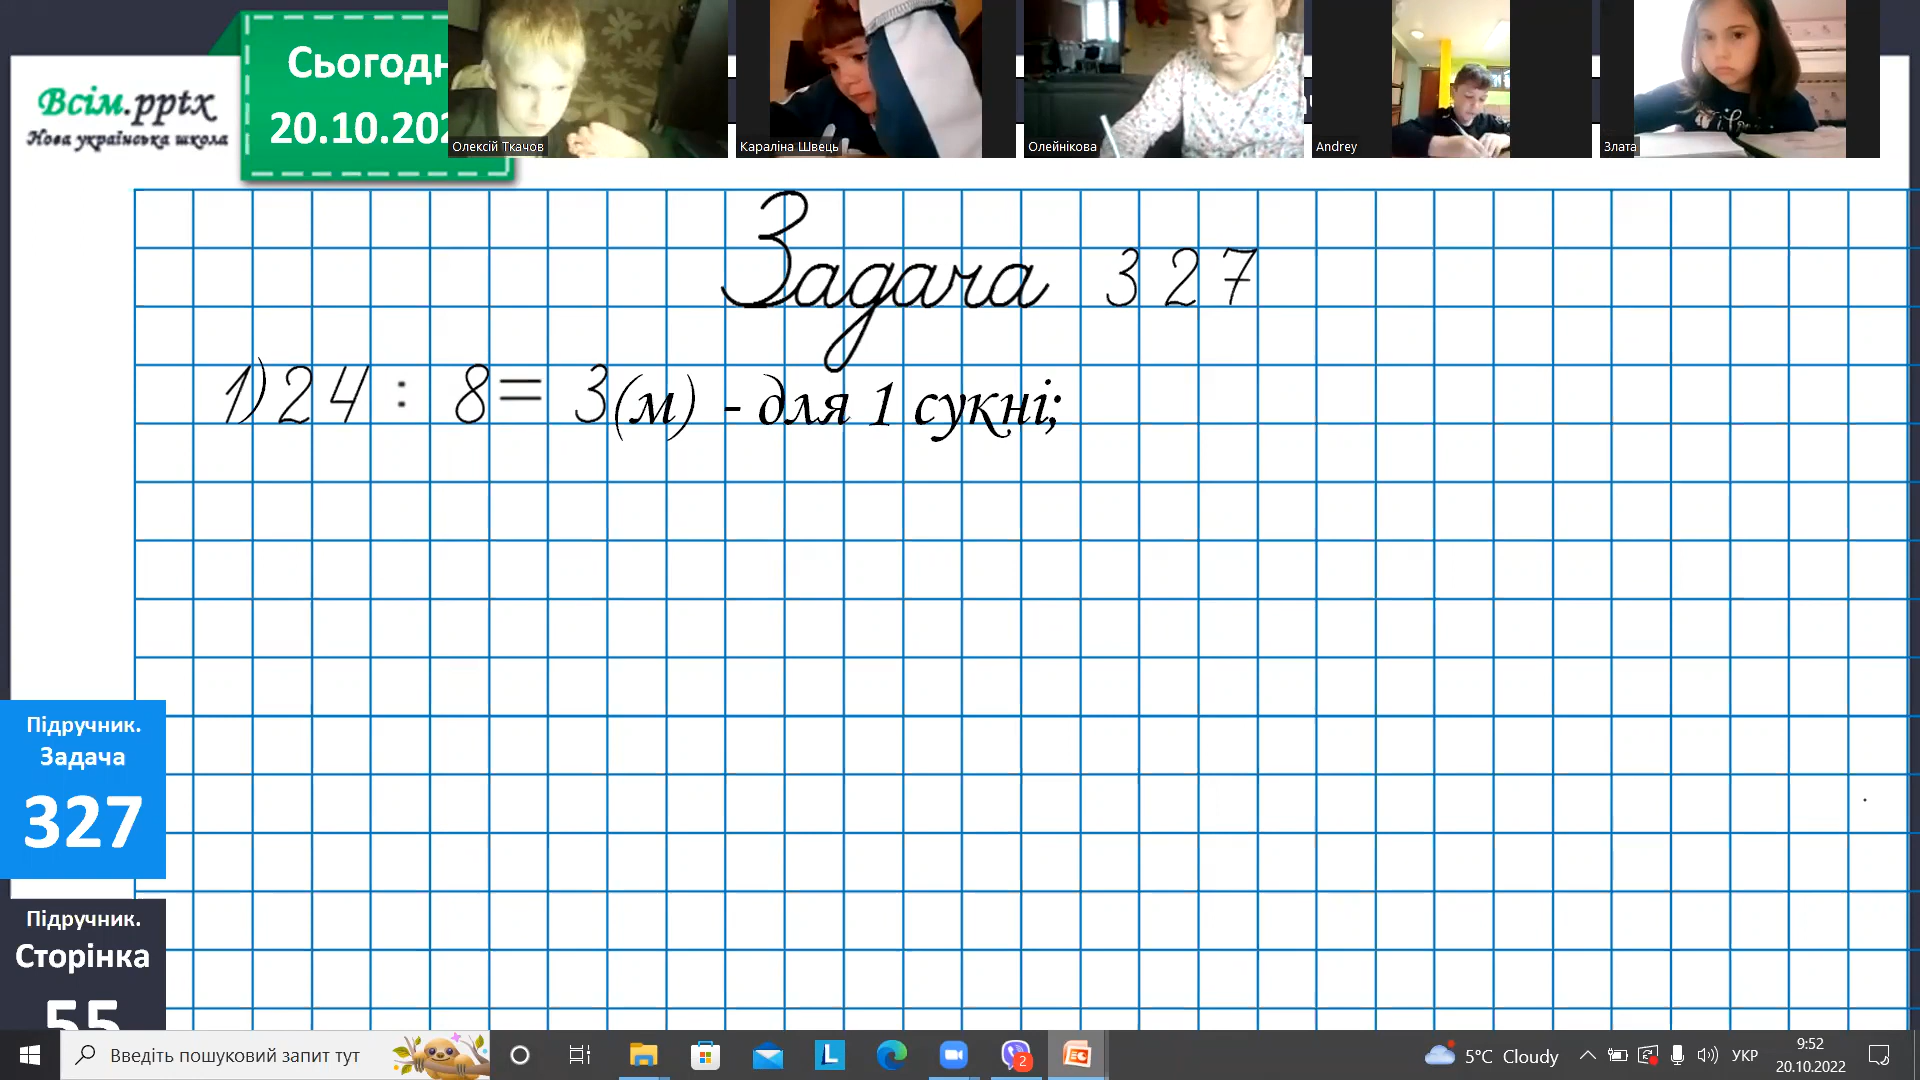 Всім.pptx
Нова українська школа
Сьогодн
20.10.202
Олексій Ткачов
Караліна Швець
Олейнікова
Andrey
Злата
Задача 327
1) 24 : 8 = 3 (м) - для 1 сукні;
Підручник.
Задача
327
Підручник.
Сторінка
55
Введіть пошуковий запит тут
L
2
5°C Cloudy
УКР
9:52
20.10.2022